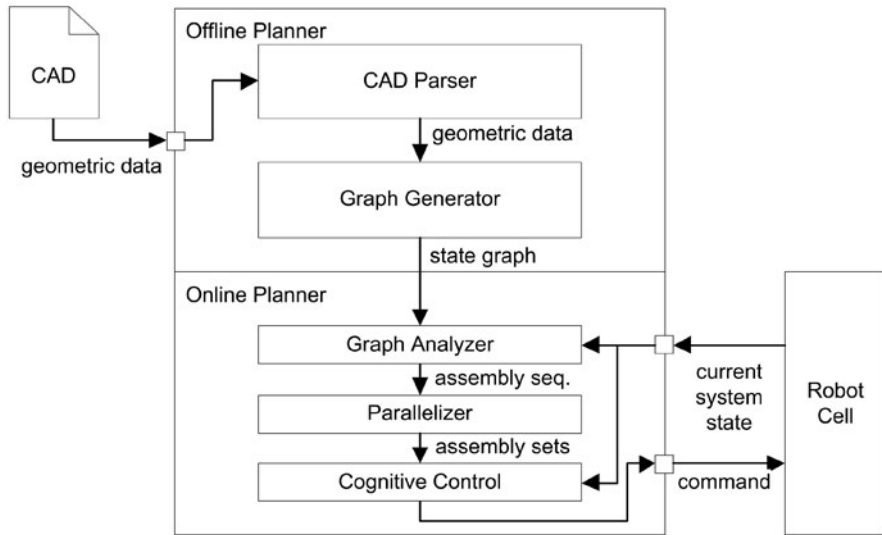 Offline Planner
CAD
CAD Parser
geometric data
geometric data
Graph Generator
state graph
Online Planner
Graph Analyzer
assembly seq.
current
system
state
Robot
Cell
Parallelizer
assembly sets
Cognitive Control
command